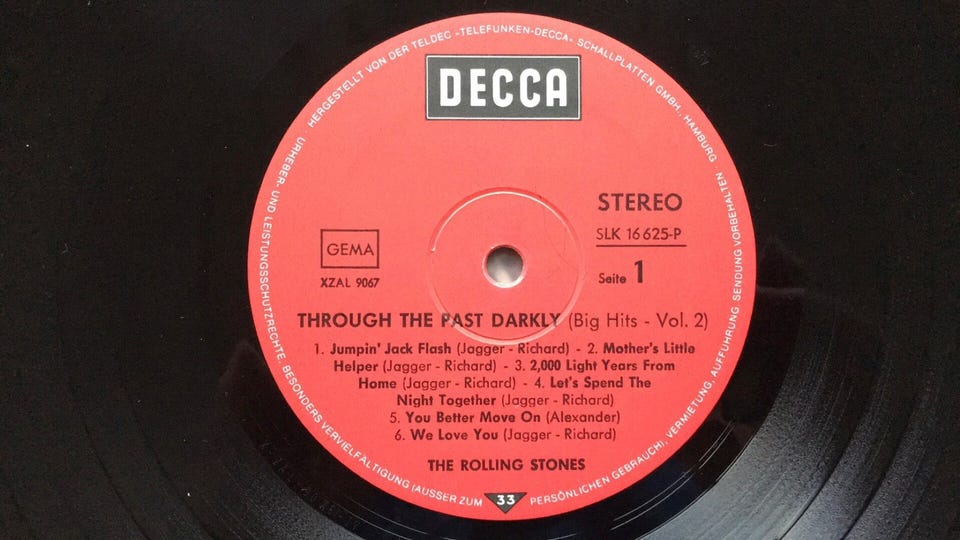 HERGESTELLT VON DER TELDEC »TELEFUNKEN-DECCA« SCHALLPLATTEN GMBH., HAMBURG
URHEBER- UND LEISTUNGSSCHUTZRECHTE, BESONDERS VERVIELFÄLTIGUNG (AUSSER ZUM PERSÖNLICHEN GEBRAUCH), VERMIETUNG, AUFFÜHRUNG, SENDUNG VORBEHALTEN
DECCA
STEREO
SLK 16 625-P
GEMA
XZAL 9067
Seite 1
THROUGH THE PAST DARKLY (Big Hits - Vol. 2)
1. Jumpin' Jack Flash (Jagger - Richard) - 2. Mother's Little
Helper (Jagger - Richard) - 3. 2,000 Light Years From
Home (Jagger - Richard) - 4. Let's Spend The
Night Together (Jagger - Richard)
5. You Better Move On (Alexander)
6. We Love You (Jagger - Richard)
THE ROLLING STONES
33